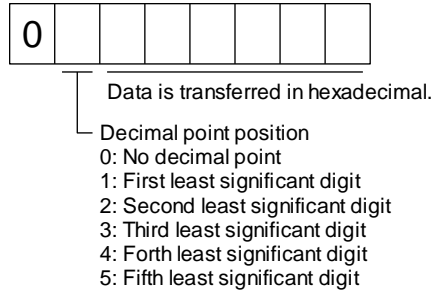 0
Data is transferred in hexadecimal.
Decimal point position
0: No decimal point
1: First least significant digit
2: Second least significant digit
3: Third least significant digit
4: Forth least significant digit
5: Fifth least significant digit